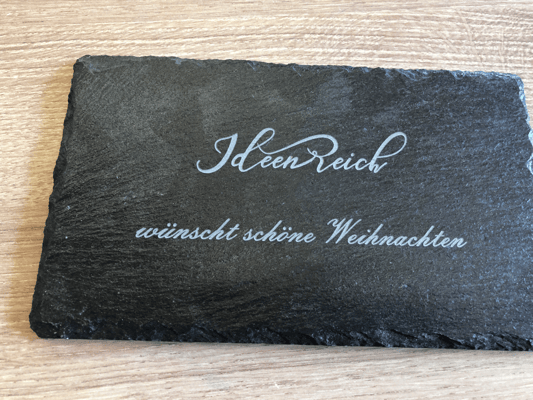 IdeenReich
wünscht schöne Weihnachten